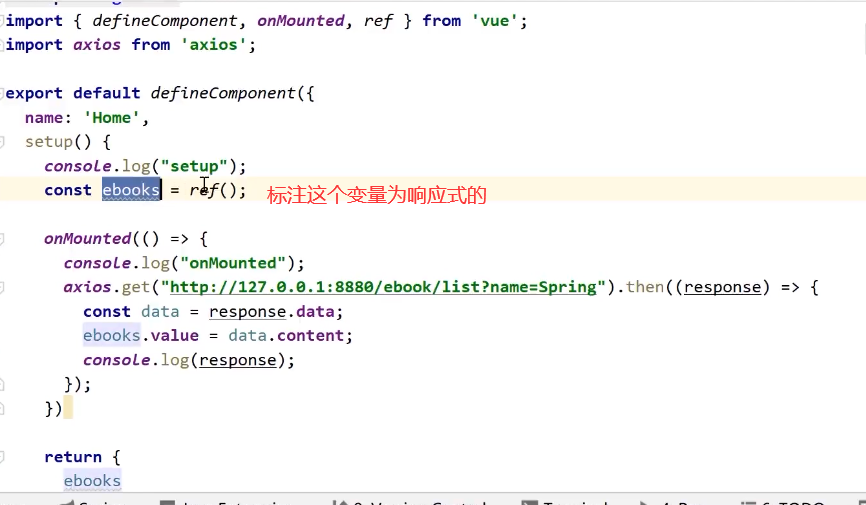 import { defineComponent, onMounted, ref } from 'vue';
import axios from 'axios';
export default defineComponent({
name: 'Home',
setup() {
console.log("setup");
const ebooks = ref(); 标注这个变量为响应式的
onMounted(() => {
console.log("onMounted");
axios.get("http://127.0.0.1:8880/ebook/list?name=Spring").then((response) => {
const data = response.data;
ebooks.value = data.content;
console.log(response);
});
})
return {
ebooks